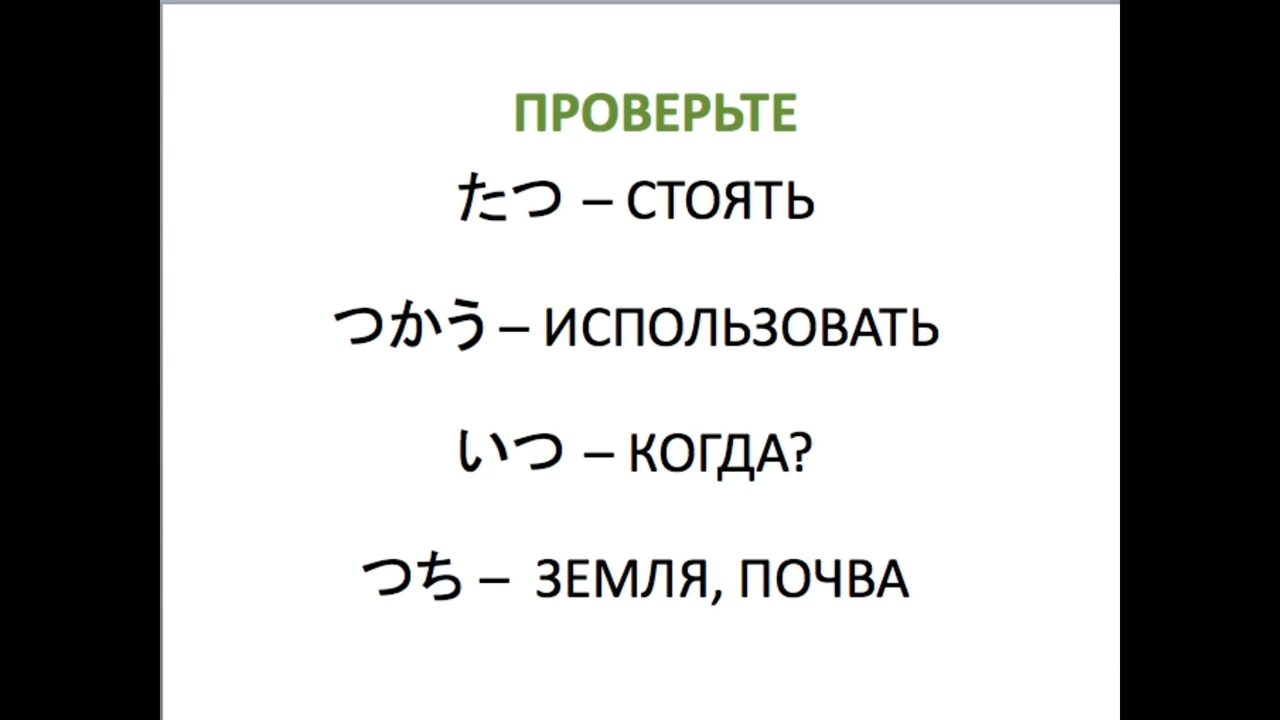 ПРОВЕРЬТЕ
たつ – СТОЯТЬ
つかう – ИСПОЛЬЗОВАТЬ
いつ – КОГДА?
つち – ЗЕМЛЯ, ПОЧВА